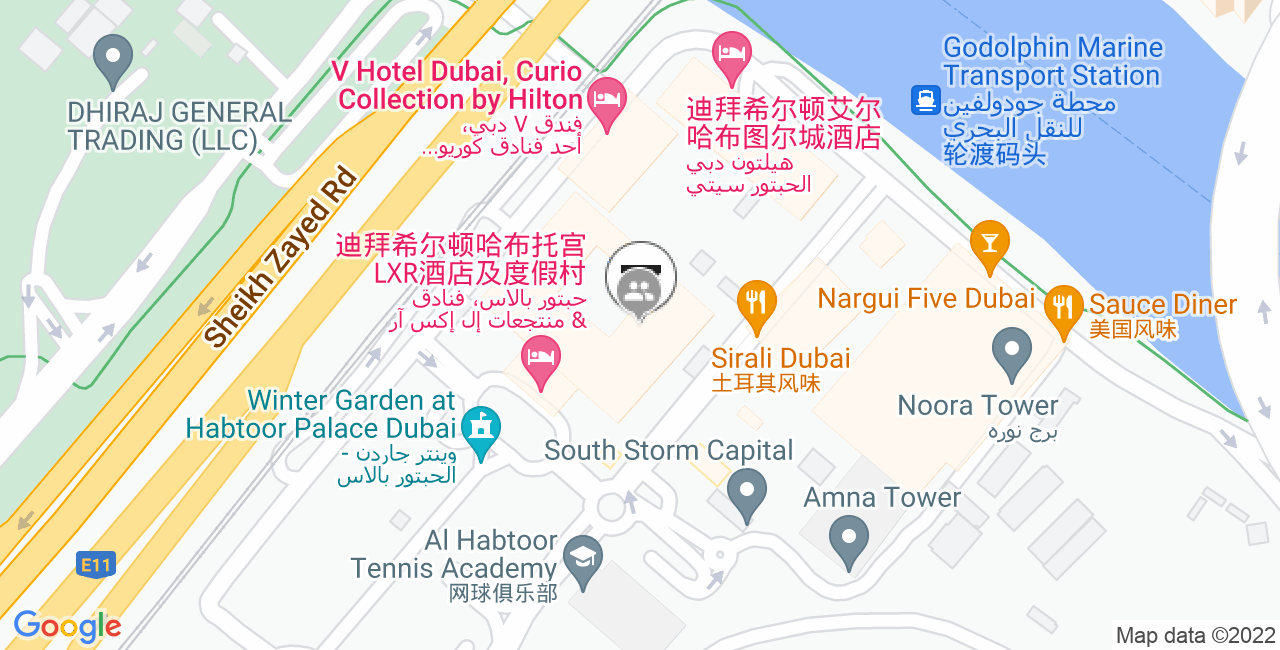 Godolphin Marine
Transport Station
محطة جودولفين
للنقل البحري
轮渡码头
V Hotel Dubai, Curio
Collection by Hilton
فندق V دبي،
أحد فنادق كوريو...
迪拜希尔顿艾尔
哈布图尔城酒店
هيلتون دبي
الحبتور سيتي
DHIRAJ GENERAL
TRADING (LLC)
Sheikh Zayed Rd
迪拜希尔顿哈布托宫
LXR酒店及度假村
حبتور بالاس، فنادق
& منتجعات إل إكس آر
Nargui Five Dubai
Sauce Diner
美国风味
Sirali Dubai
土耳其风味
Winter Garden at
Habtoor Palace Dubai
وينتر جاردن -
الحبتور بالاس
Noora Tower
برج نوره
South Storm Capital
Amna Tower
Al Habtoor
Tennis Academy
网球俱乐部
E11
Google
Map data ©2022